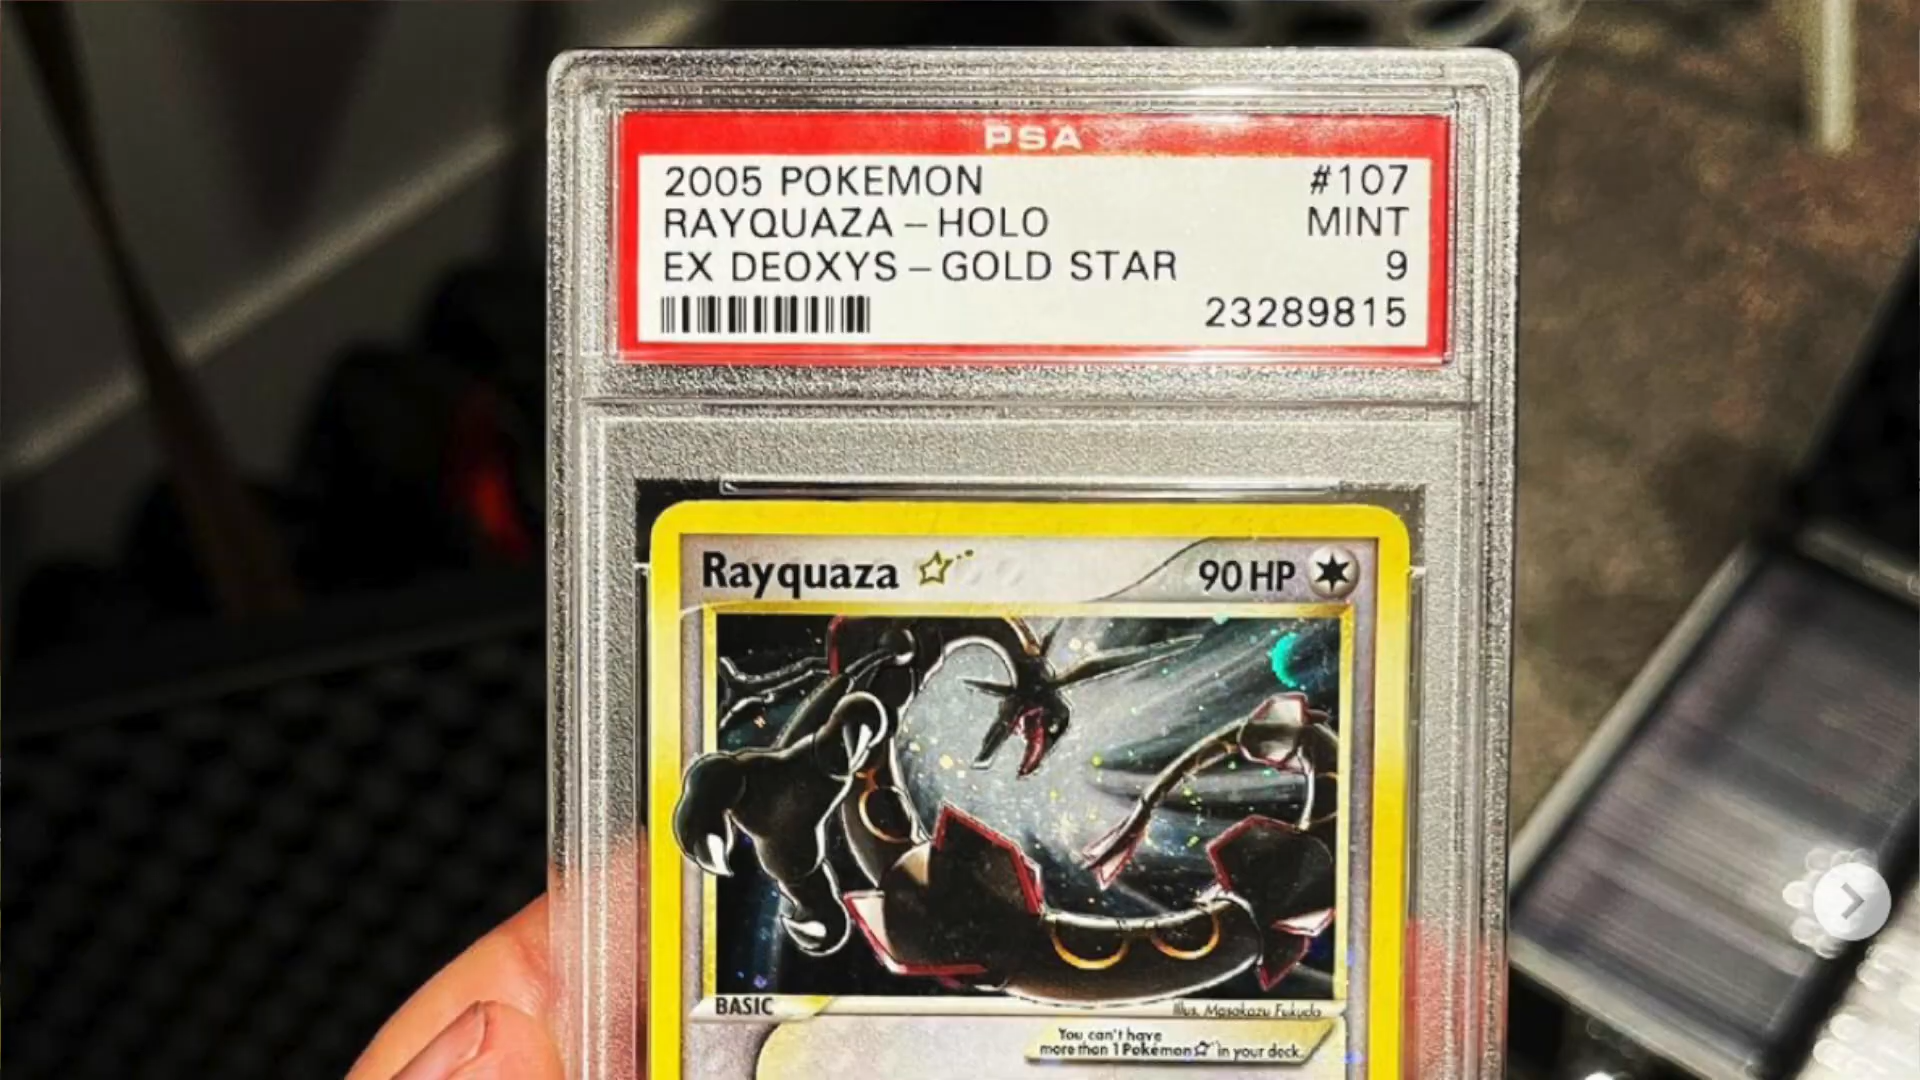 PSA
2005 POKEMON #107
RAYQUAZA – HOLO MINT
EX DEOXYS – GOLD STAR 9
23289815
Rayquaza 90 HP
BASIC
Illus. Masakazu Fukuda
You can't have
more than 1 Pokémon ☆ in your deck.